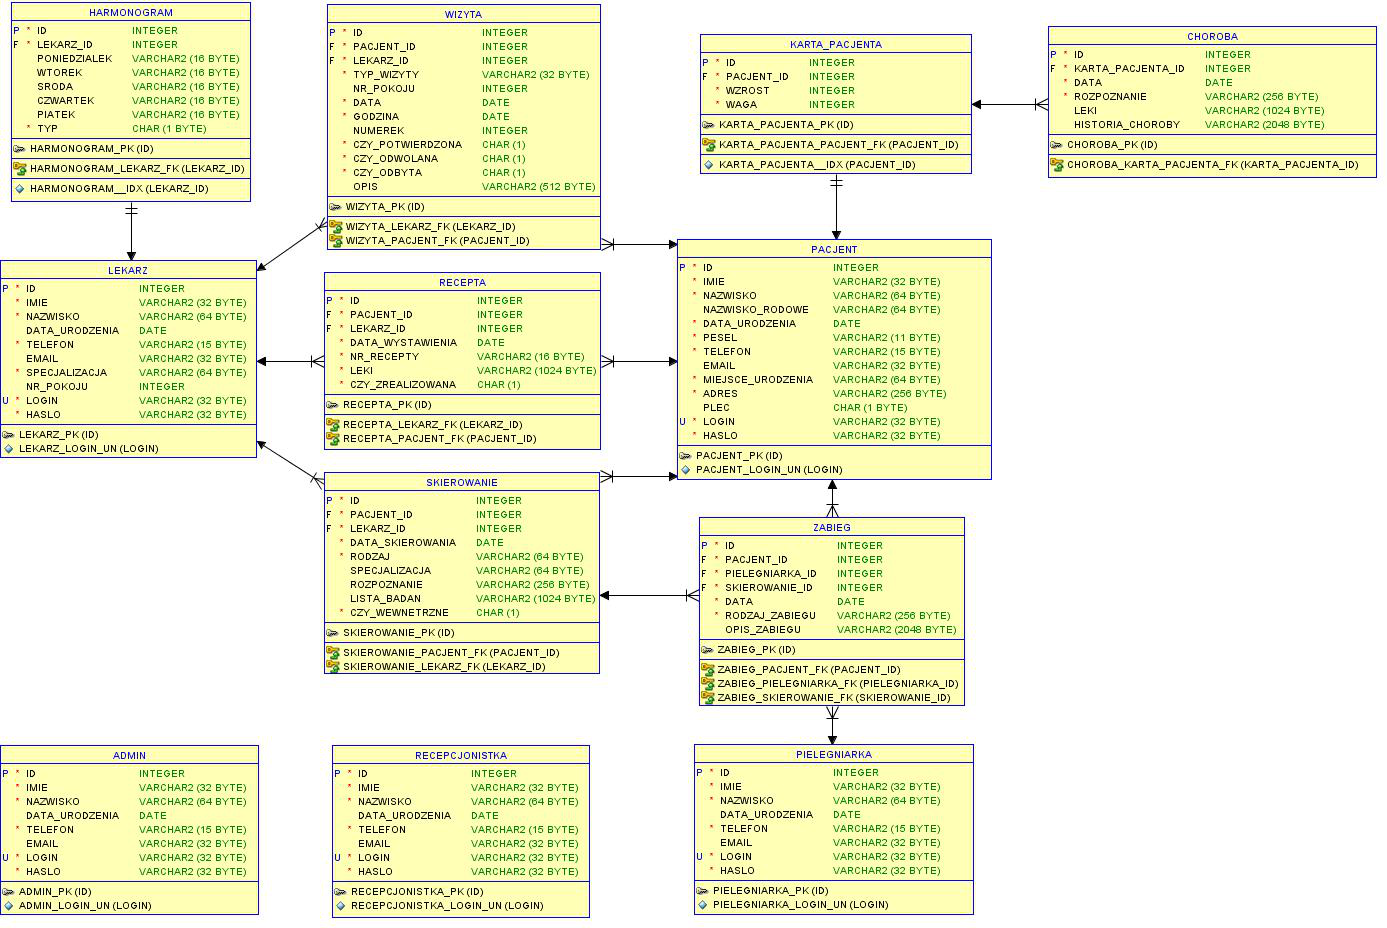 HARMONOGRAM
P * ID INTEGER
F * LEKARZ_ID INTEGER
PONIEDZIALEK VARCHAR2 (16 BYTE)
WTOREK VARCHAR2 (16 BYTE)
SRODA VARCHAR2 (16 BYTE)
CZWARTEK VARCHAR2 (16 BYTE)
PIATEK VARCHAR2 (16 BYTE)
* TYP CHAR (1 BYTE)
HARMONOGRAM_PK (ID)
HARMONOGRAM_LEKARZ_FK (LEKARZ_ID)
HARMONOGRAM__IDX (LEKARZ_ID)
WIZYTA
P * ID INTEGER
F * PACJENT_ID INTEGER
F * LEKARZ_ID INTEGER
* TYP_WIZYTY VARCHAR2 (32 BYTE)
NR_POKOJU INTEGER
* DATA DATE
* GODZINA DATE
NUMEREK INTEGER
* CZY_POTWIERDZONA CHAR (1)
* CZY_ODWOLANA CHAR (1)
* CZY_ODBYTA CHAR (1)
OPIS VARCHAR2 (512 BYTE)
WIZYTA_PK (ID)
WIZYTA_LEKARZ_FK (LEKARZ_ID)
WIZYTA_PACJENT_FK (PACJENT_ID)
KARTA_PACJENTA
P * ID INTEGER
F * PACJENT_ID INTEGER
* WZROST INTEGER
* WAGA INTEGER
KARTA_PACJENTA_PK (ID)
KARTA_PACJENTA_PACJENT_FK (PACJENT_ID)
KARTA_PACJENTA__IDX (PACJENT_ID)
CHOROBA
P * ID INTEGER
F * KARTA_PACJENTA_ID INTEGER
* DATA DATE
* ROZPOZNANIE VARCHAR2 (256 BYTE)
LEKI VARCHAR2 (1024 BYTE)
HISTORIA_CHOROBY VARCHAR2 (2048 BYTE)
CHOROBA_PK (ID)
CHOROBA_KARTA_PACJENTA_FK (KARTA_PACJENTA_ID)
LEKARZ
P * ID INTEGER
* IMIE VARCHAR2 (32 BYTE)
* NAZWISKO VARCHAR2 (64 BYTE)
DATA_URODZENIA DATE
* TELEFON VARCHAR2 (15 BYTE)
EMAIL VARCHAR2 (32 BYTE)
* SPECJALIZACJA VARCHAR2 (64 BYTE)
NR_POKOJU INTEGER
U * LOGIN VARCHAR2 (32 BYTE)
* HASLO VARCHAR2 (32 BYTE)
LEKARZ_PK (ID)
LEKARZ_LOGIN_UN (LOGIN)
RECEPTA
P * ID INTEGER
F * PACJENT_ID INTEGER
F * LEKARZ_ID INTEGER
* DATA_WYSTAWIENIA DATE
* NR_RECEPTY VARCHAR2 (16 BYTE)
* LEKI VARCHAR2 (1024 BYTE)
* CZY_ZREALIZOWANA CHAR (1)
RECEPTA_PK (ID)
RECEPTA_LEKARZ_FK (LEKARZ_ID)
RECEPTA_PACJENT_FK (PACJENT_ID)
PACJENT
P * ID INTEGER
* IMIE VARCHAR2 (32 BYTE)
* NAZWISKO VARCHAR2 (64 BYTE)
NAZWISKO_RODOWE VARCHAR2 (64 BYTE)
* DATA_URODZENIA DATE
* PESEL VARCHAR2 (11 BYTE)
* TELEFON VARCHAR2 (15 BYTE)
EMAIL VARCHAR2 (32 BYTE)
* MIEJSCE_URODZENIA VARCHAR2 (64 BYTE)
* ADRES VARCHAR2 (256 BYTE)
PLEC CHAR (1 BYTE)
U * LOGIN VARCHAR2 (32 BYTE)
* HASLO VARCHAR2 (32 BYTE)
PACJENT_PK (ID)
PACJENT_LOGIN_UN (LOGIN)
SKIEROWANIE
P * ID INTEGER
F * PACJENT_ID INTEGER
F * LEKARZ_ID INTEGER
* DATA_SKIEROWANIA DATE
* RODZAJ VARCHAR2 (64 BYTE)
SPECJALIZACJA VARCHAR2 (64 BYTE)
ROZPOZNANIE VARCHAR2 (256 BYTE)
LISTA_BADAN VARCHAR2 (1024 BYTE)
* CZY_WEWNETRZNE CHAR (1)
SKIEROWANIE_PK (ID)
SKIEROWANIE_PACJENT_FK (PACJENT_ID)
SKIEROWANIE_LEKARZ_FK (LEKARZ_ID)
ZABIEG
P * ID INTEGER
F * PACJENT_ID INTEGER
F * PIELEGNIARKA_ID INTEGER
F * SKIEROWANIE_ID INTEGER
* DATA DATE
* RODZAJ_ZABIEGU VARCHAR2 (256 BYTE)
OPIS_ZABIEGU VARCHAR2 (2048 BYTE)
ZABIEG_PK (ID)
ZABIEG_PACJENT_FK (PACJENT_ID)
ZABIEG_PIELEGNIARKA_FK (PIELEGNIARKA_ID)
ZABIEG_SKIEROWANIE_FK (SKIEROWANIE_ID)
ADMIN
P * ID INTEGER
* IMIE VARCHAR2 (32 BYTE)
* NAZWISKO VARCHAR2 (64 BYTE)
DATA_URODZENIA DATE
* TELEFON VARCHAR2 (15 BYTE)
EMAIL VARCHAR2 (32 BYTE)
U * LOGIN VARCHAR2 (32 BYTE)
* HASLO VARCHAR2 (32 BYTE)
ADMIN_PK (ID)
ADMIN_LOGIN_UN (LOGIN)
RECEPCJONISTKA
P * ID INTEGER
* IMIE VARCHAR2 (32 BYTE)
* NAZWISKO VARCHAR2 (64 BYTE)
DATA_URODZENIA DATE
* TELEFON VARCHAR2 (15 BYTE)
EMAIL VARCHAR2 (32 BYTE)
U * LOGIN VARCHAR2 (32 BYTE)
* HASLO VARCHAR2 (32 BYTE)
RECEPCJONISTKA_PK (ID)
RECEPCJONISTKA_LOGIN_UN (LOGIN)
PIELEGNIARKA
P * ID INTEGER
* IMIE VARCHAR2 (32 BYTE)
* NAZWISKO VARCHAR2 (64 BYTE)
DATA_URODZENIA DATE
* TELEFON VARCHAR2 (15 BYTE)
EMAIL VARCHAR2 (32 BYTE)
U * LOGIN VARCHAR2 (32 BYTE)
* HASLO VARCHAR2 (32 BYTE)
PIELEGNIARKA_PK (ID)
PIELEGNIARKA_LOGIN_UN (LOGIN)